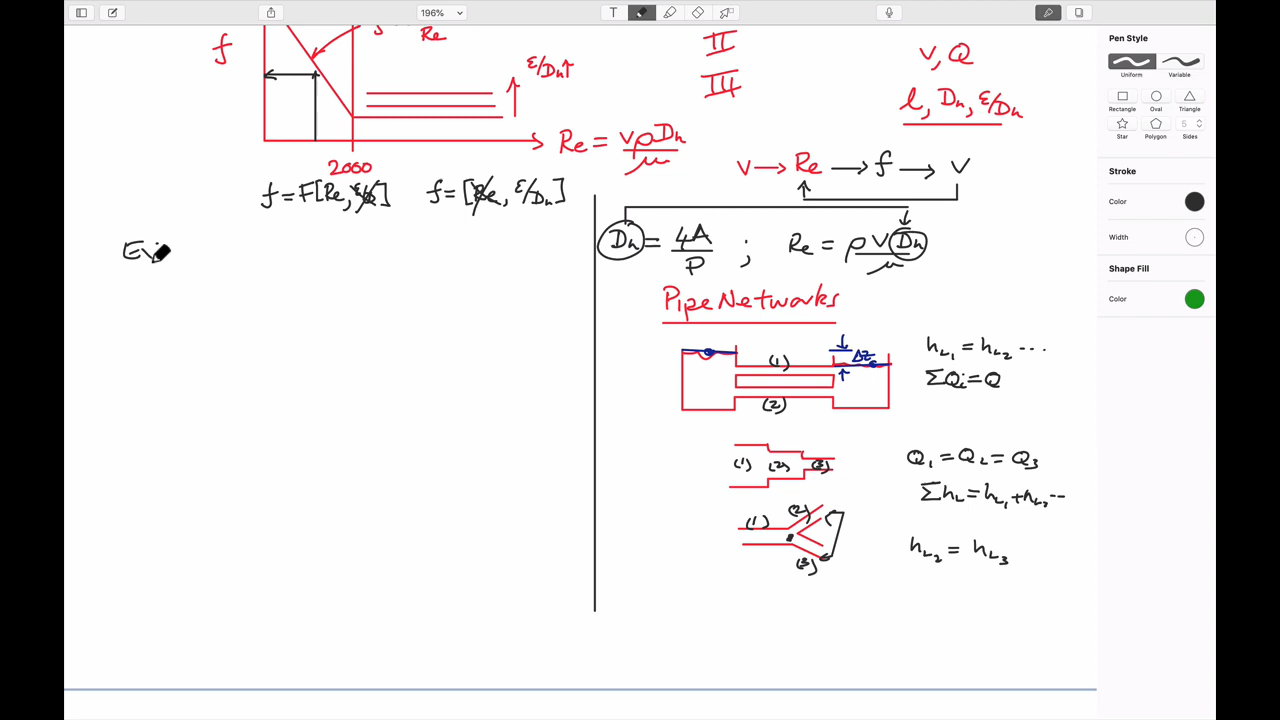 196%
T
f
Re
ε/Dh↑
2000
Re = vρDh/μ
f = F[Re, ε/D]
f = [Re, ε/Dh]
II
III
v, Q
l, Dh, ε/Dh
v → Re → f → v
Dh = 4A/P ; Re = ρvDh/μ
Ex
Pipe Networks
(1)
(2)
ΔZ
hL1 = hL2 ...
ΣQi = Q
(1) (2) (3)
Q1 = Q2 = Q3
ΣhL = hL1 + hL2 --
(1)
(2)
(3)
hL2 = hL3
Pen Style
Uniform
Variable
Rectangle
Oval
Triangle
Star
Polygon
5
Sides
Stroke
Color
Width
Shape Fill
Color